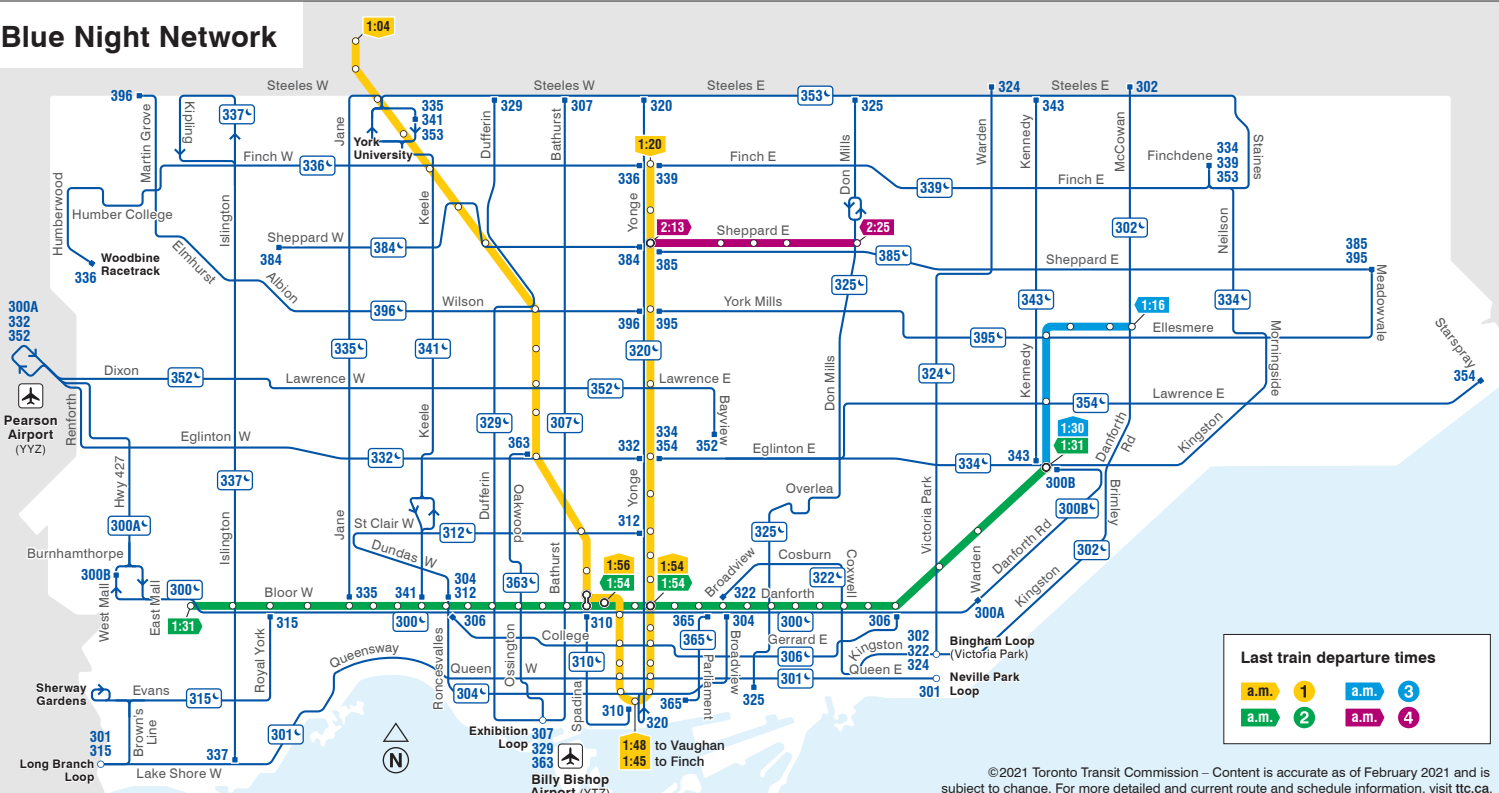 Blue Night Network
1:04
Steeles W
Steeles W
Steeles E
353
324
Steeles E
302
396
Martin Grove
Kipling
337
Jane
335
341
353
York
University
Dufferin
329
Bathurst
307
320
325
Don Mills
Warden
Kennedy
343
McCowan
Staines
1:20
Finch W
336
336
339
Finch E
339
Finch E
Finchdene
334
339
353
Humberwood
Humber College
Islington
Keele
Yonge
2:13
Sheppard E
2:25
302
Neilson
336
Woodbine
Racetrack
Elmhurst
Albion
Sheppard W
384
384
384
385
385
Sheppard E
385
395
Meadowvale
325
300A
332
352
396
Wilson
396
395
York Mills
343
334
1:16
Ellesmere
395
Morningside
Starspray
354
335
341
320
Dixon
352
Lawrence W
352
Lawrence E
Bayview
352
Don Mills
324
Kennedy
354
Lawrence E
Pearson
Airport
(YYZ)
Renforth
Keele
329
307
363
1:30
1:31
Danforth
Rd
Kingston
Eglinton W
332
332
334
354
Eglinton E
334
343
300B
Hwy 427
337
Islington
Jane
Dufferin
Oakwood
Yonge
Overlea
Victoria Park
300B
Brimley
300A
St Clair W
312
312
325
Burnhamthorpe
Dundas W
Bathurst
Broadview
Cosburn
Coxwell
Warden
Danforth Rd
302
Kingston
300B
West Mall
East Mall
300
1:31
Bloor W
335
341
304
312
363
1:56
1:54
1:54
1:54
322
322
Danforth
300A
315
300
306
310
365
304
300
306
Royal York
Roncesvalles
Ossington
College
365
Gerrard E
306
Kingston
302
322
324
Bingham Loop
(Victoria Park)
Queensway
Queen
W
310
Parliament
Broadview
325
301
Queen E
301
Neville Park
Loop
Sherway
Gardens
Evans
315
304
Spadina
310
365
320
Brown's
Line
301
315
Long Branch
Loop
337
Lake Shore W
301
N
Exhibition
Loop
307
329
363
Billy Bishop
Airport (YTZ)
1:48 to Vaughan
1:45 to Finch
Last train departure times
a.m. 1
a.m. 3
a.m. 2
a.m. 4
©2021 Toronto Transit Commission – Content is accurate as of February 2021 and is
subject to change. For more detailed and current route and schedule information, visit ttc.ca.